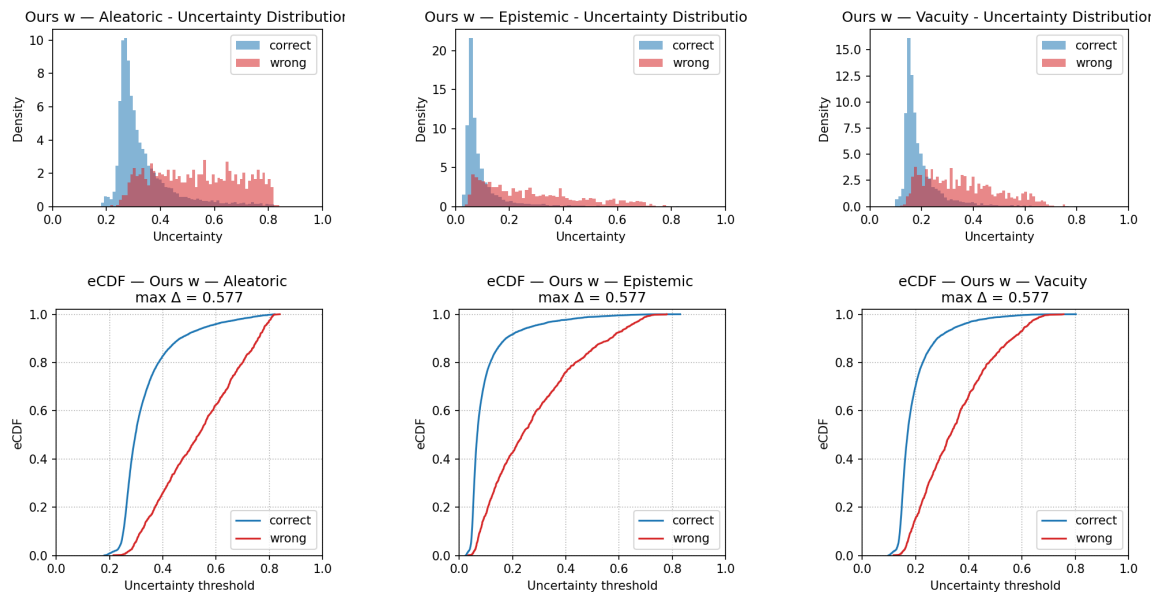 Ours w — Aleatoric - Uncertainty Distribution
correct
wrong
Density
10
8
6
4
2
0
0.0 0.2 0.4 0.6 0.8 1.0
Uncertainty
Ours w — Epistemic - Uncertainty Distributio
correct
wrong
Density
20
15
10
5
0
0.0 0.2 0.4 0.6 0.8 1.0
Uncertainty
Ours w — Vacuity - Uncertainty Distribution
correct
wrong
Density
15.0
12.5
10.0
7.5
5.0
2.5
0.0
0.0 0.2 0.4 0.6 0.8 1.0
Uncertainty
eCDF — Ours w — Aleatoric
max Δ = 0.577
eCDF
1.0
0.8
0.6
0.4
0.2
0.0
correct
wrong
0.0 0.2 0.4 0.6 0.8 1.0
Uncertainty threshold
eCDF — Ours w — Epistemic
max Δ = 0.577
eCDF
1.0
0.8
0.6
0.4
0.2
0.0
correct
wrong
0.0 0.2 0.4 0.6 0.8 1.0
Uncertainty threshold
eCDF — Ours w — Vacuity
max Δ = 0.577
eCDF
1.0
0.8
0.6
0.4
0.2
0.0
correct
wrong
0.0 0.2 0.4 0.6 0.8 1.0
Uncertainty threshold